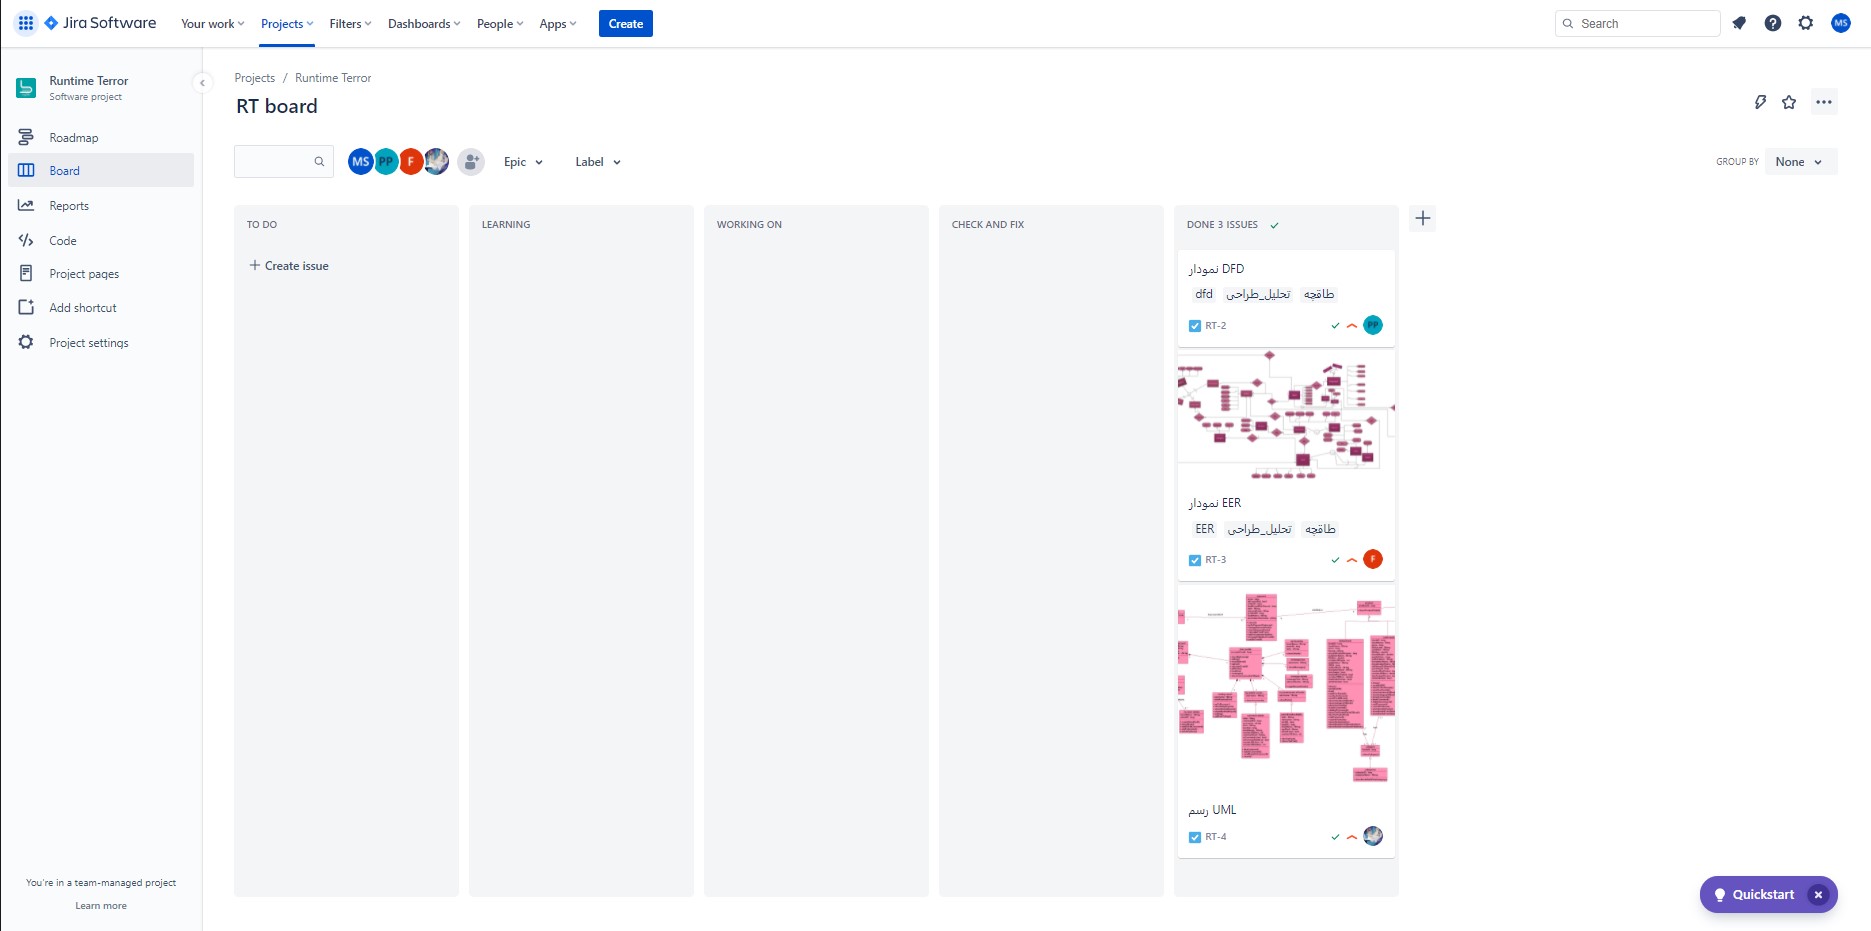 Jira Software
Your work
Projects
Filters
Dashboards
People
Apps
Create
Search
MS
Runtime Terror
Software project
Roadmap
Board
Reports
Code
Project pages
Add shortcut
Project settings
You're in a team-managed project
Learn more
Projects / Runtime Terror
RT board
MS PP F
Epic
Label
GROUP BY None
TO DO
+ Create issue
LEARNING
WORKING ON
CHECK AND FIX
DONE 3 ISSUES
نمودار DFD
dfd تحلیل_طراحی طاقچه
RT-2 PP
نمودار EER
EER تحلیل_طراحی طاقچه
RT-3 F
رسم UML
RT-4
Quickstart